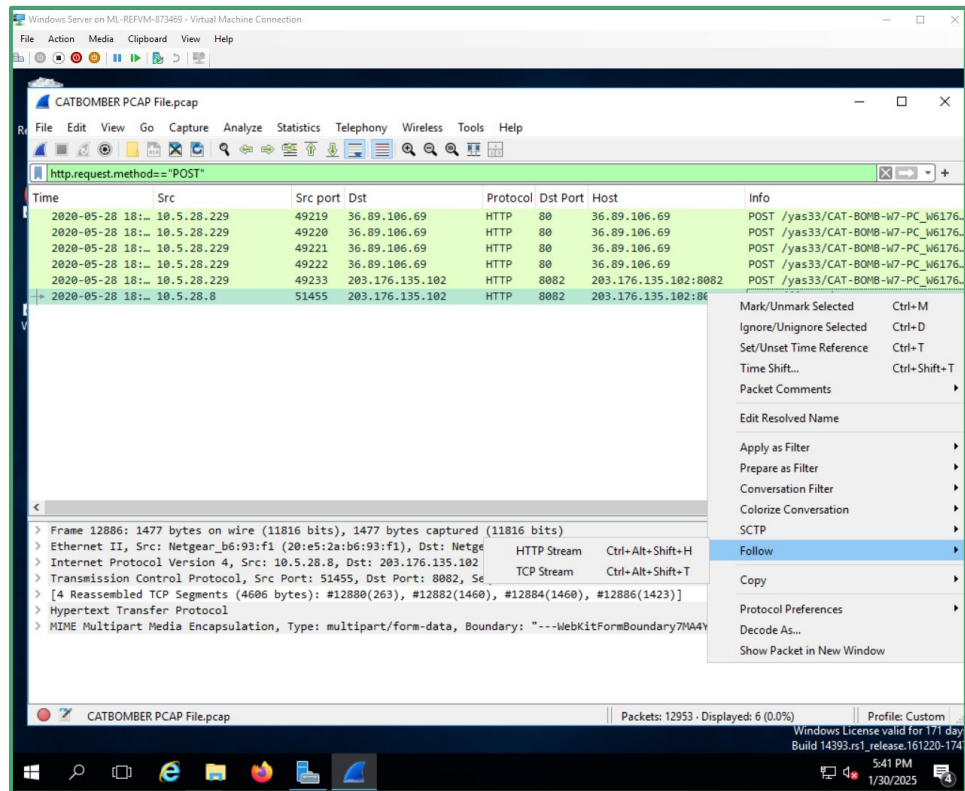 Windows Server on ML-REFVM-873469 - Virtual Machine Connection
File Action Media Clipboard View Help
CATBOMBER PCAP File.pcap
File Edit View Go Capture Analyze Statistics Telephony Wireless Tools Help
http.request.method=="POST"
Time Src Src port Dst Protocol Dst Port Host Info
2020-05-28 18:… 10.5.28.229 49219 36.89.106.69 HTTP 80 36.89.106.69 POST /yas33/CAT-BOMB-W7-PC_W6176…
2020-05-28 18:… 10.5.28.229 49220 36.89.106.69 HTTP 80 36.89.106.69 POST /yas33/CAT-BOMB-W7-PC_W6176…
2020-05-28 18:… 10.5.28.229 49221 36.89.106.69 HTTP 80 36.89.106.69 POST /yas33/CAT-BOMB-W7-PC_W6176…
2020-05-28 18:… 10.5.28.229 49222 36.89.106.69 HTTP 80 36.89.106.69 POST /yas33/CAT-BOMB-W7-PC_W6176…
2020-05-28 18:… 10.5.28.229 49233 203.176.135.102 HTTP 8082 203.176.135.102:8082 POST /yas33/CAT-BOMB-W7-PC_W6176…
2020-05-28 18:… 10.5.28.8 51455 203.176.135.102 HTTP 8082 203.176.135.102:80
Mark/Unmark Selected Ctrl+M
Ignore/Unignore Selected Ctrl+D
Set/Unset Time Reference Ctrl+T
Time Shift... Ctrl+Shift+T
Packet Comments
Edit Resolved Name
Apply as Filter
Prepare as Filter
Conversation Filter
Colorize Conversation
SCTP
Follow
Copy
Protocol Preferences
Decode As...
Show Packet in New Window
HTTP Stream Ctrl+Alt+Shift+H
TCP Stream Ctrl+Alt+Shift+T
Frame 12886: 1477 bytes on wire (11816 bits), 1477 bytes captured (11816 bits)
Ethernet II, Src: Netgear_b6:93:f1 (20:e5:2a:b6:93:f1), Dst: Netge
Internet Protocol Version 4, Src: 10.5.28.8, Dst: 203.176.135.102
Transmission Control Protocol, Src Port: 51455, Dst Port: 8082, Se
[4 Reassembled TCP Segments (4606 bytes): #12880(263), #12882(1460), #12884(1460), #12886(1423)]
Hypertext Transfer Protocol
MIME Multipart Media Encapsulation, Type: multipart/form-data, Boundary: "---WebKitFormBoundary7MA4Y
CATBOMBER PCAP File.pcap Packets: 12953 · Displayed: 6 (0.0%) Profile: Custom
Windows License valid for 171 day
Build 14393.rs1_release.161220-174
5:41 PM
1/30/2025
4